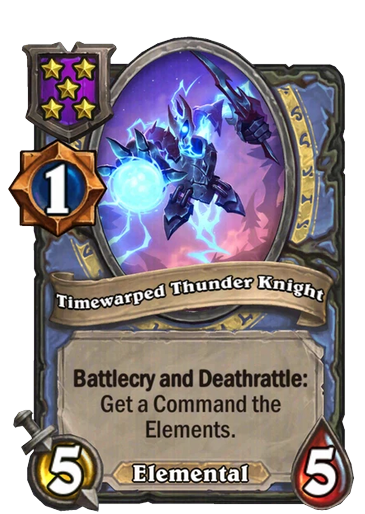 1
Timewarped Thunder Knight
Battlecry and Deathrattle:
Get a Command the
Elements.
5
Elemental
5